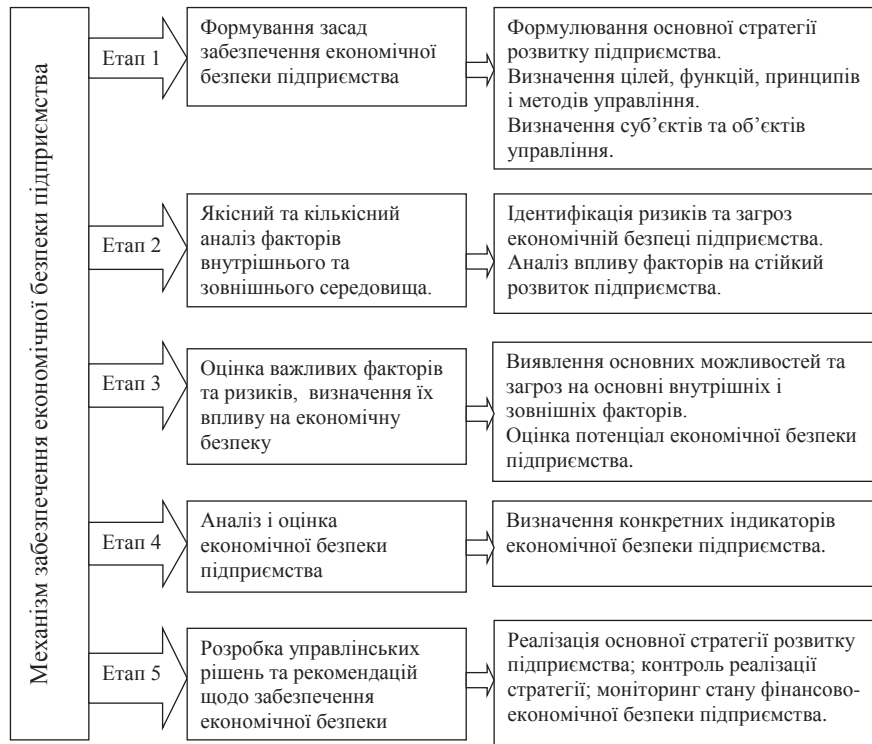 Механізм забезпечення економічної безпеки підприємства
Етап 1
Формування засад
забезпечення економічної
безпеки підприємства
Формулювання основної стратегії
розвитку підприємства.
Визначення цілей, функцій, принципів
і методів управління.
Визначення суб’єктів та об’єктів
управління.
Етап 2
Якісний та кількісний
аналіз факторів
внутрішнього та
зовнішнього середовища.
Ідентифікація ризиків та загроз
економічній безпеці підприємства.
Аналіз впливу факторів на стійкий
розвиток підприємства.
Етап 3
Оцінка важливих факторів
та ризиків, визначення їх
впливу на економічну
безпеку
Виявлення основних можливостей та
загроз на основні внутрішніх і
зовнішніх факторів.
Оцінка потенціал економічної безпеки
підприємства.
Етап 4
Аналіз і оцінка
економічної безпеки
підприємства
Визначення конкретних індикаторів
економічної безпеки підприємства.
Етап 5
Розробка управлінських
рішень та рекомендацій
щодо забезпечення
економічної безпеки
Реалізація основної стратегії розвитку
підприємства; контроль реалізації
стратегії; моніторинг стану фінансово-
економічної безпеки підприємства.